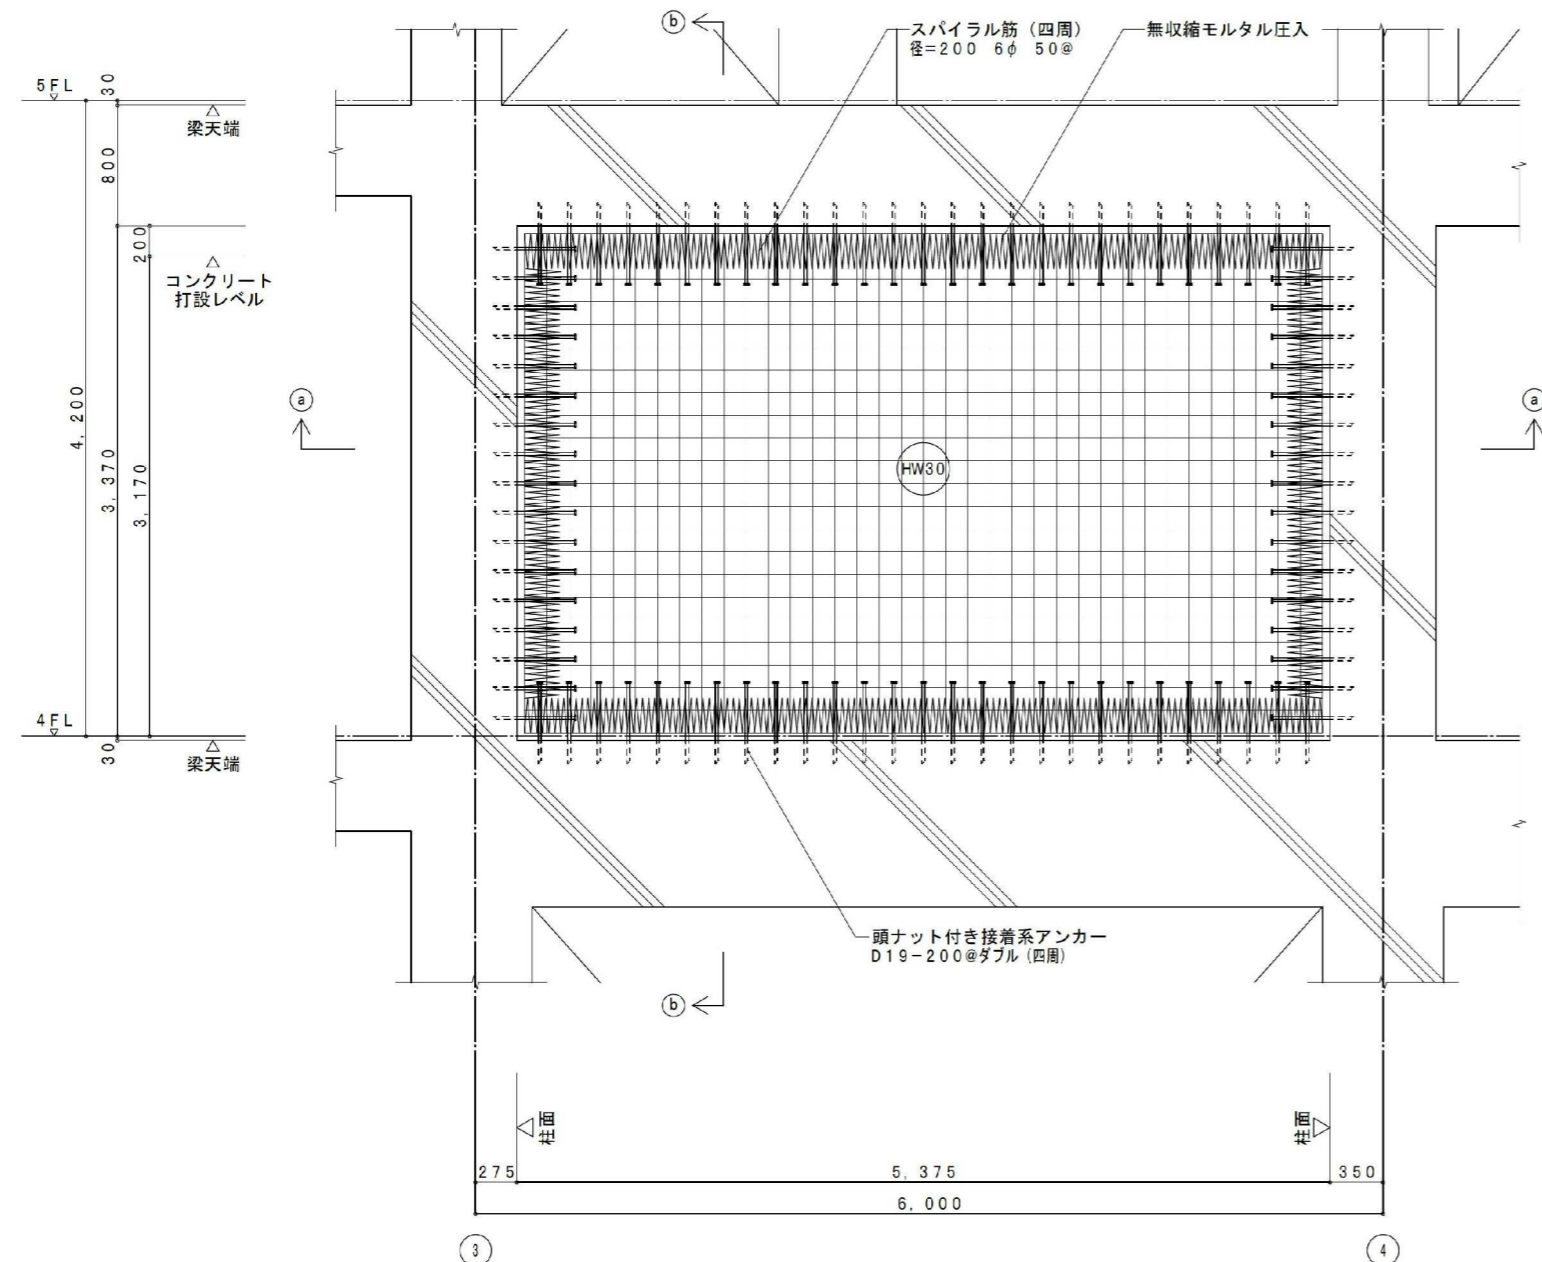 ⓑ
スパイラル筋（四周）
径=200 6φ 50@
無収縮モルタル圧入
5FL
30
梁天端
800
200
コンクリート
打設レベル
4,200
3,370
3,170
ⓐ
ⓐ
HW30
4FL
30
梁天端
頭ナット付き接着系アンカー
D19-200@ダブル（四周）
ⓑ
柱面
柱面
275
5,375
350
6,000
③
④